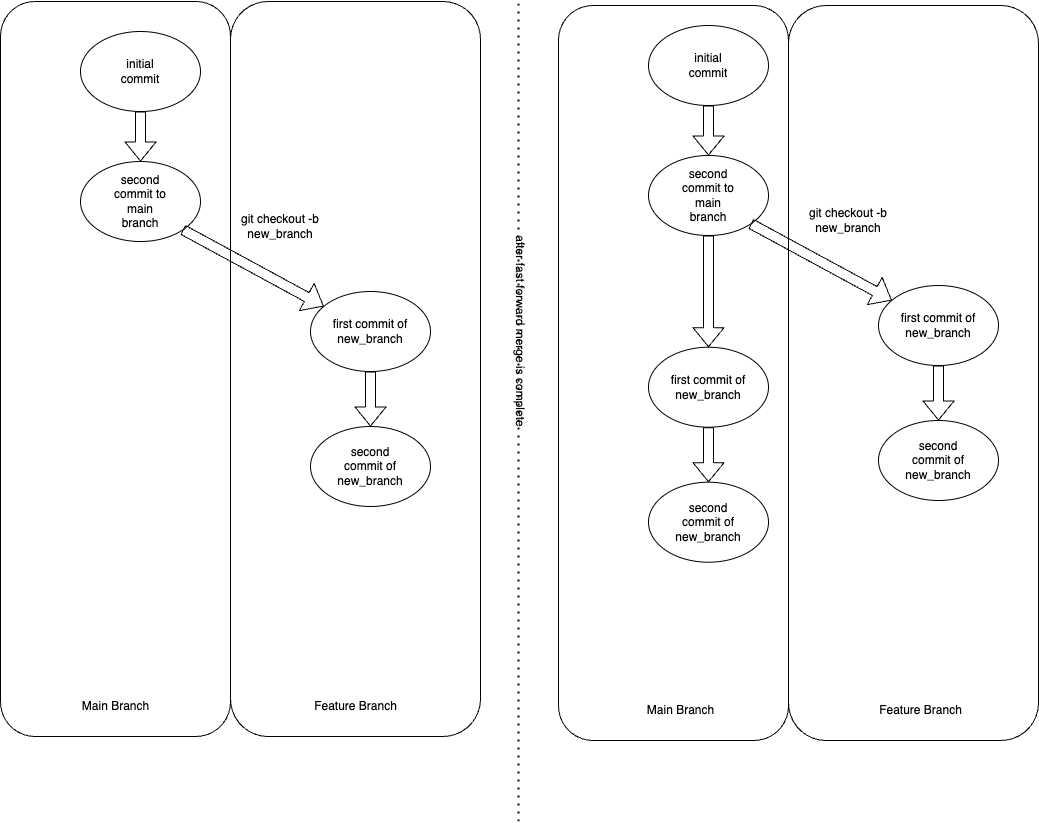 initial
commit
second
commit to
main
branch
git checkout -b
new_branch
first commit of
new_branch
second
commit of
new_branch
Main Branch
Feature Branch
after fast-forward merge is complete
initial
commit
second
commit to
main
branch
git checkout -b
new_branch
first commit of
new_branch
first commit of
new_branch
second
commit of
new_branch
second
commit of
new_branch
Main Branch
Feature Branch